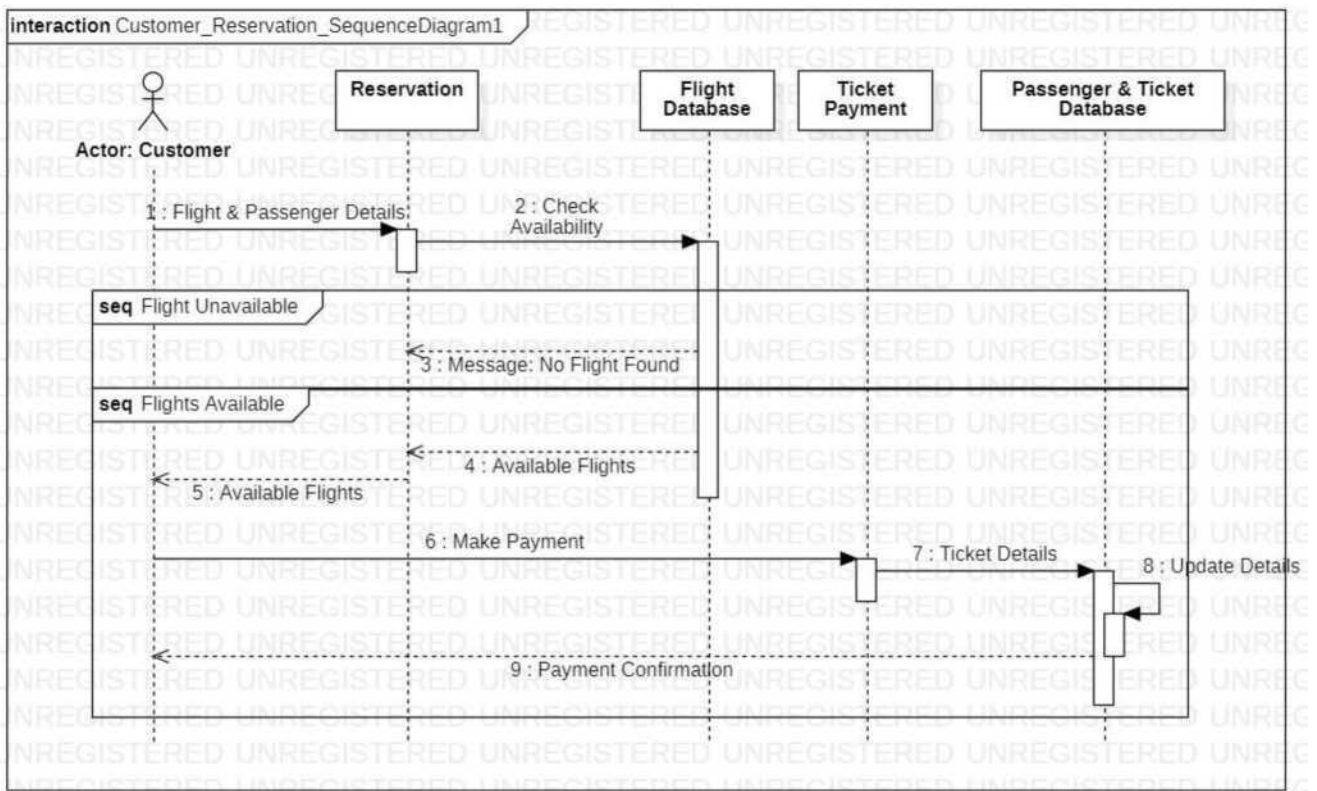 interaction Customer_Reservation_SequenceDiagram1
Reservation
Flight
Database
Ticket
Payment
Passenger & Ticket
Database
Actor: Customer
1 : Flight & Passenger Details
2 : Check
Availability
seq Flight Unavailable
3 : Message: No Flight Found
seq Flights Available
4 : Available Flights
5 : Available Flights
6 : Make Payment
7 : Ticket Details
8 : Update Details
9 : Payment Confirmation
UNREGISTERED